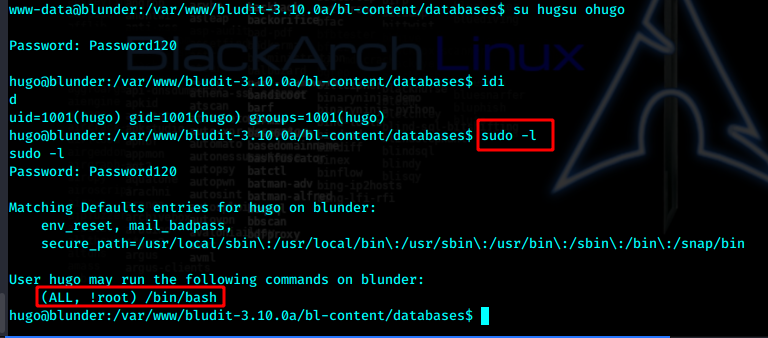 www-data@blunder:/var/www/bludit-3.10.0a/bl-content/databases$ su hugsu ohugo
Password: Password120
BlackArch Linux
hugo@blunder:/var/www/bludit-3.10.0a/bl-content/databases$ idi
d
uid=1001(hugo) gid=1001(hugo) groups=1001(hugo)
hugo@blunder:/var/www/bludit-3.10.0a/bl-content/databases$ sudo -l
sudo -l
Password: Password120
Matching Defaults entries for hugo on blunder:
env_reset, mail_badpass,
secure_path=/usr/local/sbin\:/usr/local/bin\:/usr/sbin\:/usr/bin\:/sbin\:/bin\:/snap/bin
User hugo may run the following commands on blunder:
(ALL, !root) /bin/bash
hugo@blunder:/var/www/bludit-3.10.0a/bl-content/databases$